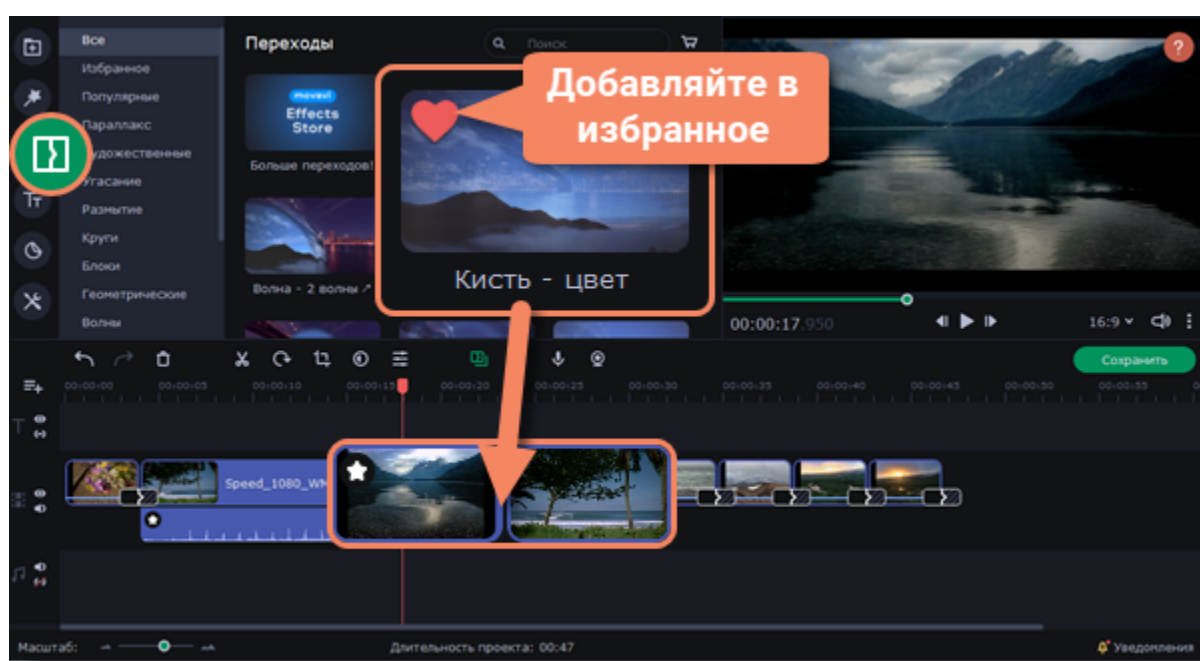 Все
Избранное
Популярные
Параллакс
удожественные
Угасание
Размытие
Круги
Блоки
Геометрические
Волны
Переходы
Поиск
movavi
Effects
Store
Больше переходов!
Волна - 2 волны
Добавляйте в
избранное
Кисть - цвет
?
00:00:17.950
16:9
Сохранить
00:00:00 00:00:05 00:00:10 00:00:15 00:00:20 00:00:25 00:00:30 00:00:35 00:00:40 00:00:45 00:00:50 00:00:55
Speed_1080_WM
Масштаб:
Длительность проекта: 00:47
Уведомления